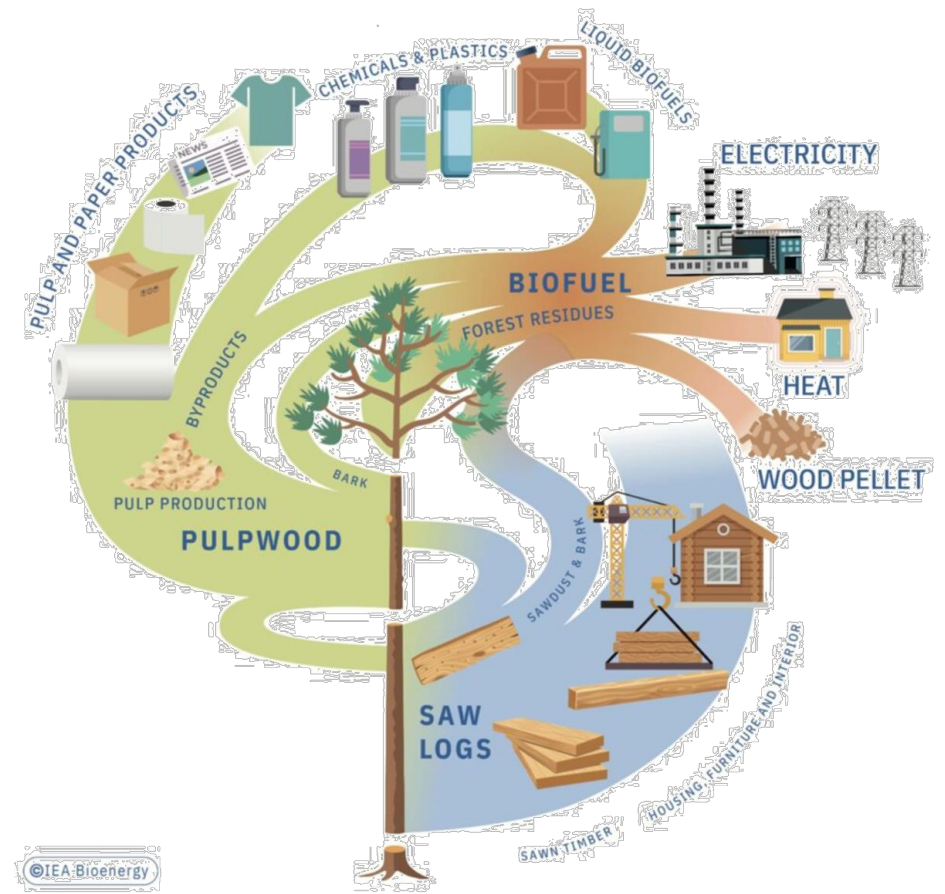 CHEMICALS & PLASTICS
LIQUID BIOFUELS
PULP AND PAPER PRODUCTS
NEWS
ELECTRICITY
BIOFUEL
FOREST RESIDUES
HEAT
BYPRODUCTS
BARK
WOOD PELLET
PULP PRODUCTION
PULPWOOD
SAWDUST & BARK
SAW
LOGS
HOUSING, FURNITURE AND INTERIOR
SAWN TIMBER
©IEA Bioenergy